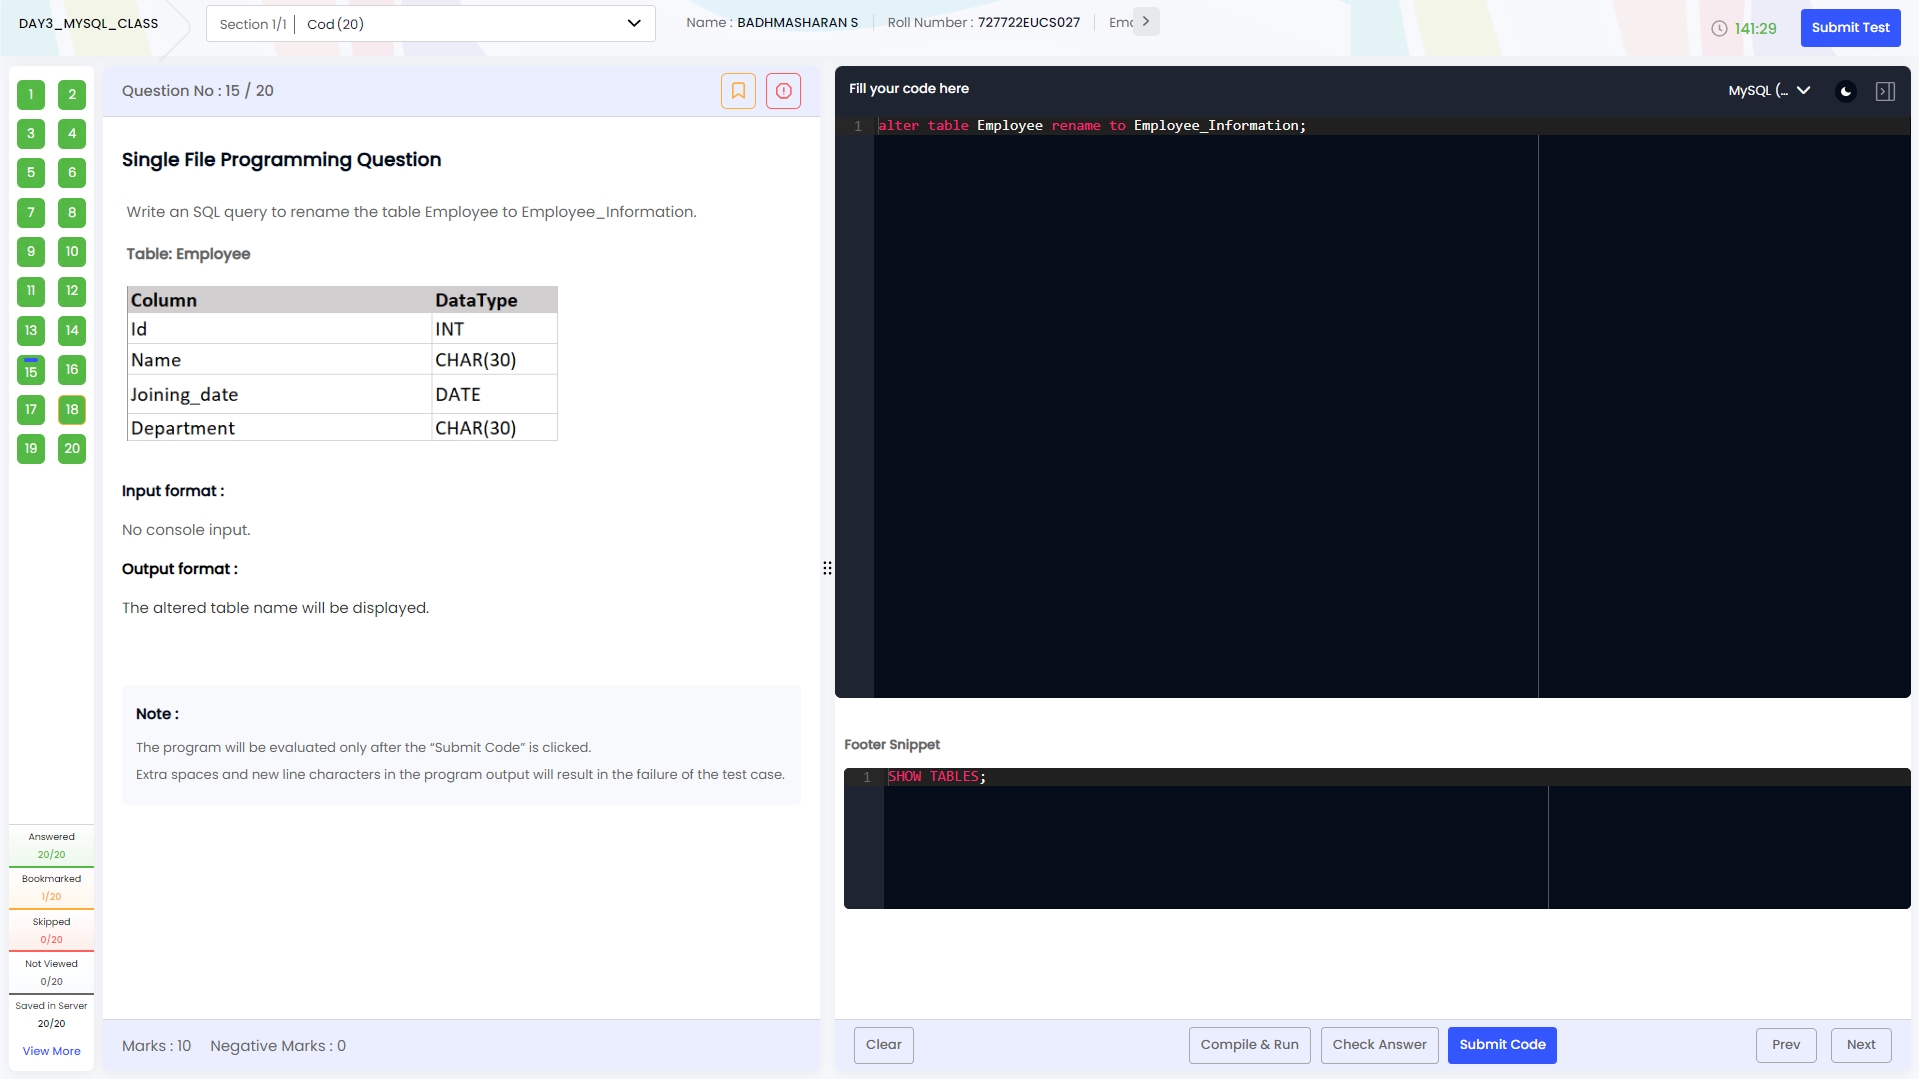 DAY3_MYSQL_CLASS
Section 1/1 | Cod (20)
Name : BADHMASHARAN S
Roll Number : 727722EUCS027
Ema
141:29
Submit Test
1 2
3 4
5 6
7 8
9 10
11 12
13 14
15 16
17 18
19 20
Answered
20/20
Bookmarked
1/20
Skipped
0/20
Not Viewed
0/20
Saved in Server
20/20
View More
Question No : 15 / 20
Single File Programming Question
Write an SQL query to rename the table Employee to Employee_Information.
Table: Employee
Column DataType
Id INT
Name CHAR(30)
Joining_date DATE
Department CHAR(30)
Input format :
No console input.
Output format :
The altered table name will be displayed.
Note :
The program will be evaluated only after the “Submit Code” is clicked.
Extra spaces and new line characters in the program output will result in the failure of the test case.
Marks : 10 Negative Marks : 0
Fill your code here
MySQL (...
1 alter table Employee rename to Employee_Information;
Footer Snippet
1 SHOW TABLES;
Clear
Compile & Run
Check Answer
Submit Code
Prev
Next